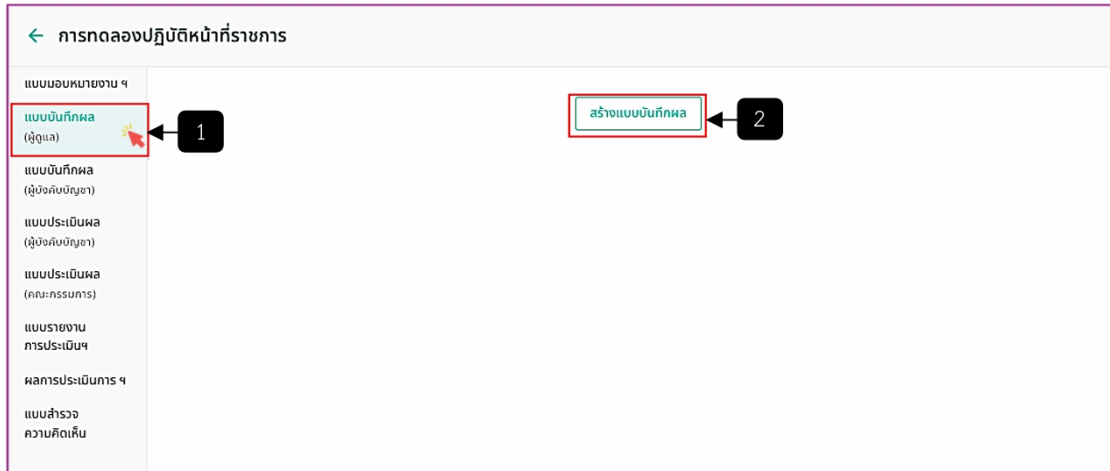 การทดลองปฏิบัติหน้าที่ราชการ
แบบมอบหมายงาน ฯ
แบบบันทึกผล
(ผู้ดูแล)
1
สร้างแบบบันทึกผล
2
แบบบันทึกผล
(ผู้บังคับบัญชา)
แบบประเมินผล
(ผู้บังคับบัญชา)
แบบประเมินผล
(คณะกรรมการ)
แบบรายงาน
การประเมินฯ
ผลการประเมินการ ฯ
แบบสำรวจ
ความคิดเห็น